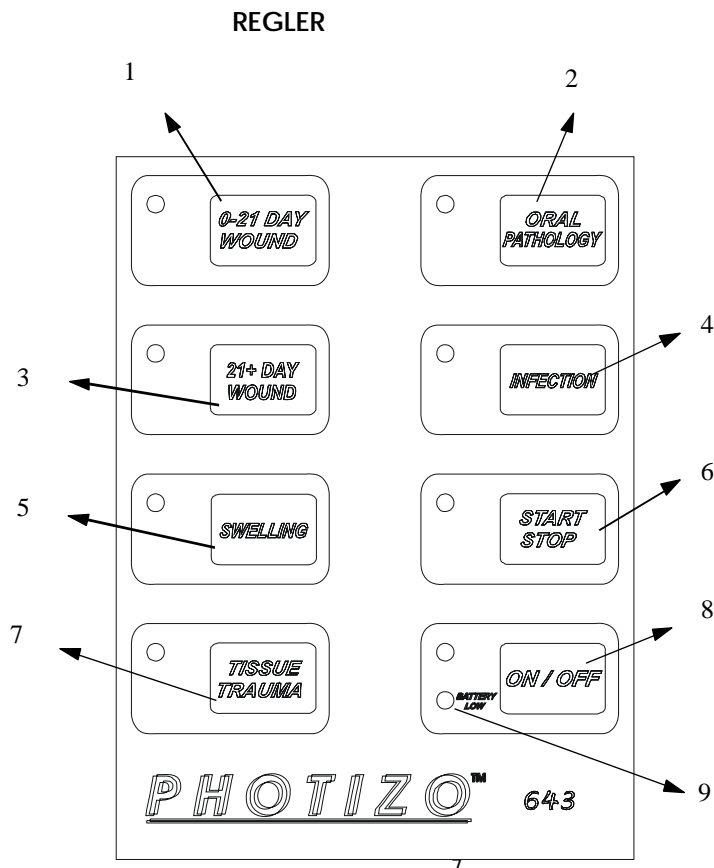 REGLER
1
2
0-21 DAY
WOUND
ORAL
PATHOLOGY
3
21+ DAY
WOUND
4
INFECTION
5
SWELLING
6
START
STOP
7
TISSUE
TRAUMA
8
ON / OFF
BATTERY
LOW
9
PHOTIZO™
643
7